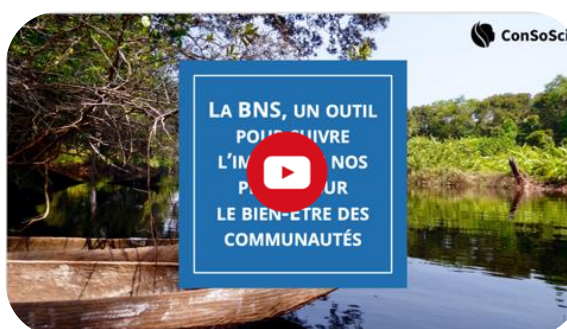 ConSoSci
LA BNS, UN OUTIL
POUR SUIVRE
NOS
LE BIEN-ÊTRE DES
COMMUNAUTÉS